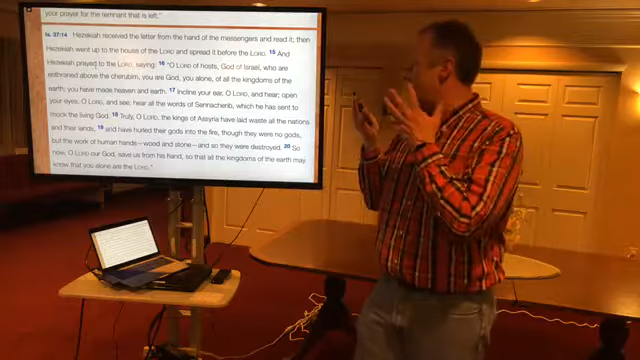 your prayer for the remnant that is left.”
Is. 37:14 Hezekiah received the letter from the hand of the messengers and read it; then
Hezekiah went up to the house of the LORD and spread it before the LORD. 15 And
Hezekiah prayed to the LORD, saying: 16 “O LORD of hosts, God of Israel, who are
enthroned above the cherubim, you are God, you alone, of all the kingdoms of the
earth; you have made heaven and earth. 17 Incline your ear, O LORD, and hear; open
your eyes, O LORD, and see; hear all the words of Sennacherib, which he has sent to
mock the living God. 18 Truly, O LORD, the kings of Assyria have laid waste all the nations
and their lands, 19 and have hurled their gods into the fire, though they were no gods,
but the work of human hands—wood and stone—and so they were destroyed. 20 So
now, O LORD our God, save us from his hand, so that all the kingdoms of the earth may
know that you alone are the LORD.”